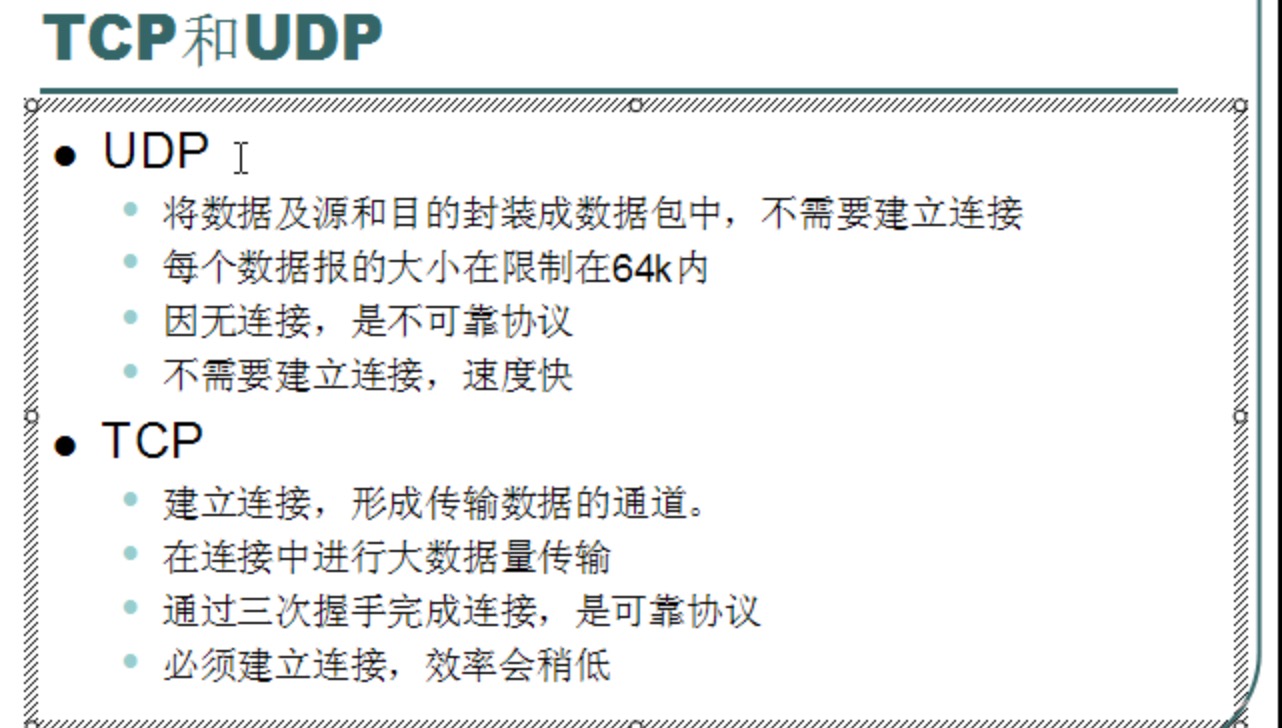 TCP和UDP
UDP
将数据及源和目的封装成数据包中，不需要建立连接
每个数据报的大小在限制在64k内
因无连接，是不可靠协议
不需要建立连接，速度快
TCP
建立连接，形成传输数据的通道。
在连接中进行大数据量传输
通过三次握手完成连接，是可靠协议
必须建立连接，效率会稍低